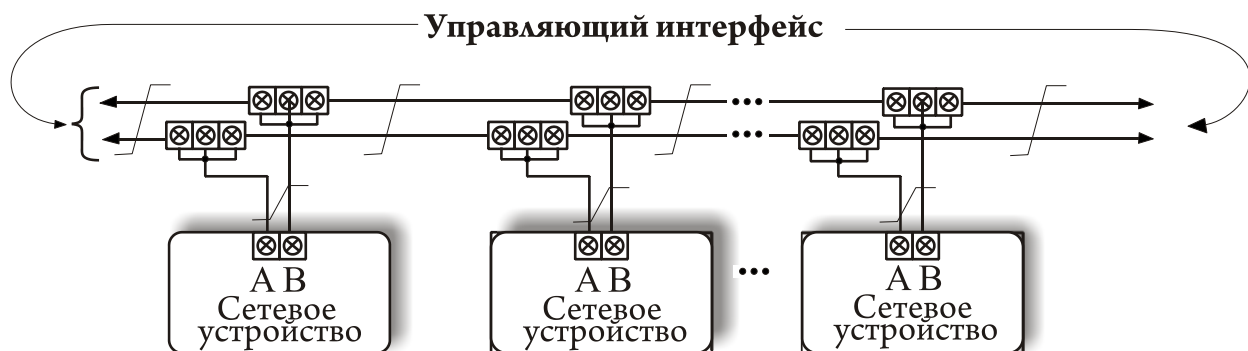 Управляющий интерфейс
А В
Сетевое
устройство
А В
Сетевое
устройство
А В
Сетевое
устройство